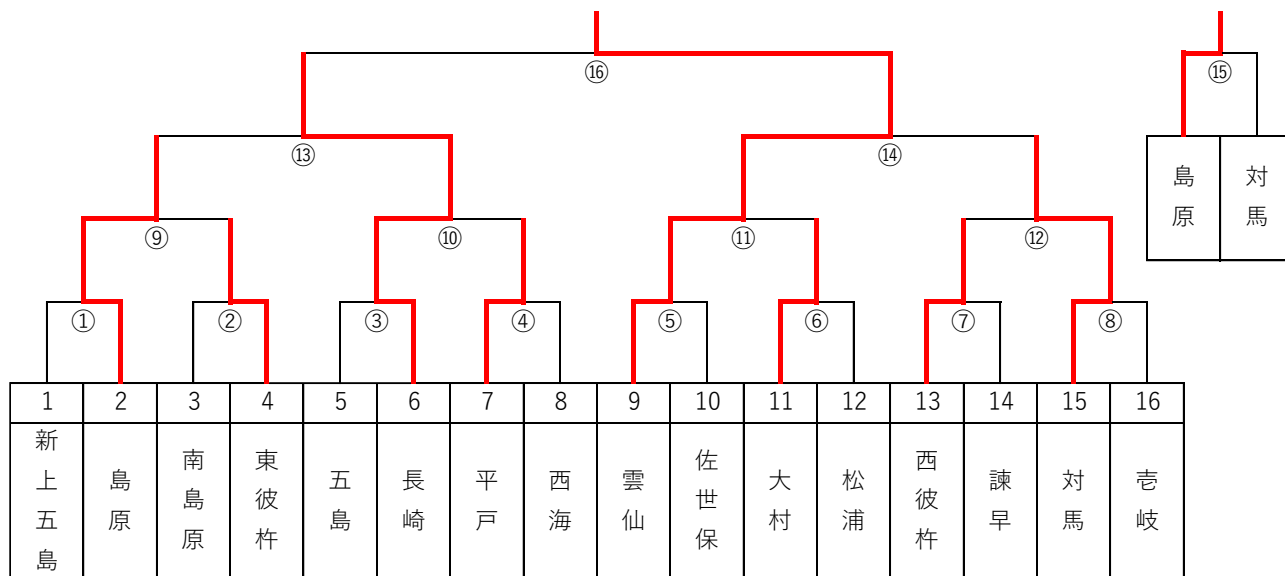 ⑯
⑮
⑬
⑭
島原
対馬
⑨
⑩
⑪
⑫
①
②
③
④
⑤
⑥
⑦
⑧
1
2
3
4
5
6
7
8
9
10
11
12
13
14
15
16
新上五島
島原
南島原
東彼杵
五島
長崎
平戸
西海
雲仙
佐世保
大村
松浦
西彼杵
諫早
対馬
壱岐